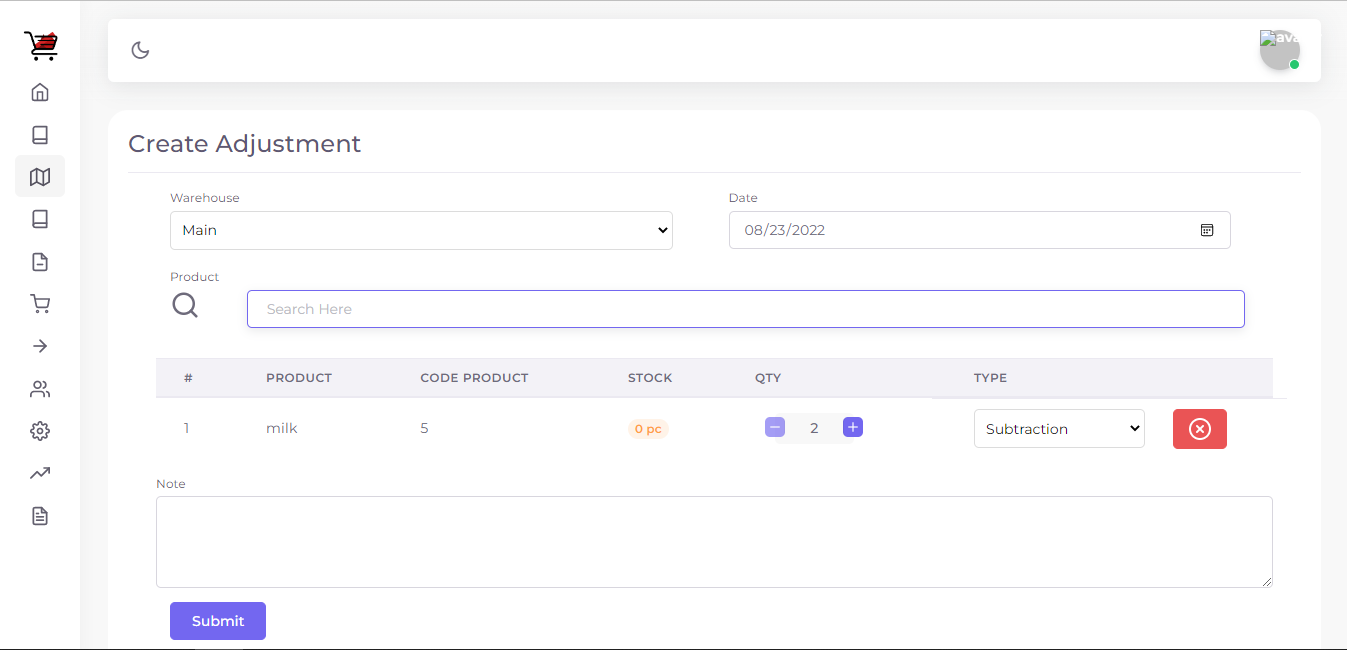 ava
Create Adjustment
Warehouse
Date
Main
08/23/2022
Product
Search Here
# PRODUCT CODE PRODUCT STOCK QTY TYPE
1 milk 5 0 pc 2 Subtraction
Note
Submit